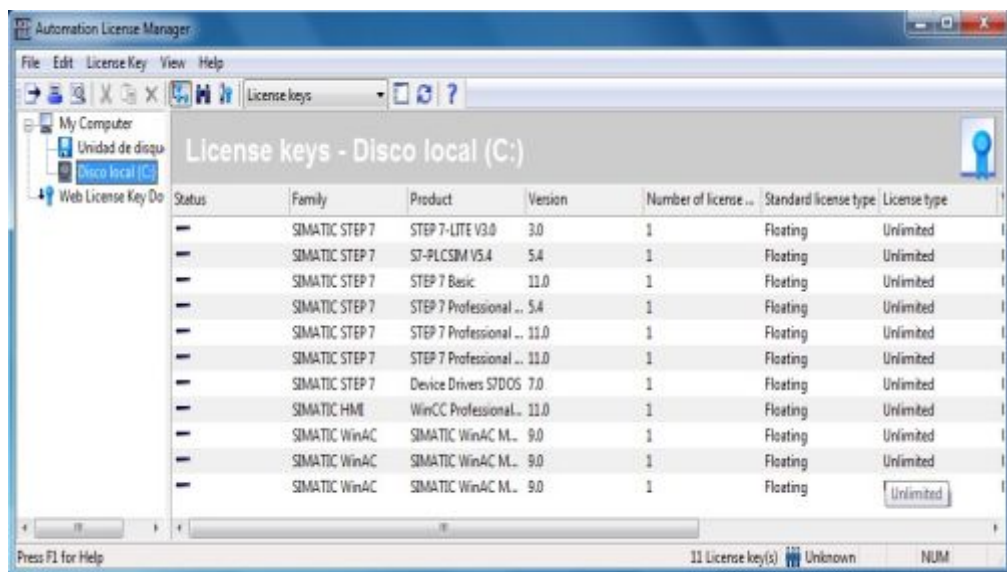 Automation License Manager
File Edit License Key View Help
License keys
My Computer
Unidad de disqu
Disco local (C:)
Web License Key Do
License keys - Disco local (C:)
Status Family Product Version Number of license ... Standard license type License type
SIMATIC STEP 7 STEP 7-LITE V3.0 3.0 1 Floating Unlimited
SIMATIC STEP 7 S7-PLCSIM V5.4 5.4 1 Floating Unlimited
SIMATIC STEP 7 STEP 7 Basic 11.0 1 Floating Unlimited
SIMATIC STEP 7 STEP 7 Professional ... 5.4 1 Floating Unlimited
SIMATIC STEP 7 STEP 7 Professional ... 11.0 1 Floating Unlimited
SIMATIC STEP 7 STEP 7 Professional ... 11.0 1 Floating Unlimited
SIMATIC STEP 7 Device Drivers S7DOS 7.0 1 Floating Unlimited
SIMATIC HMI WinCC Professional... 11.0 1 Floating Unlimited
SIMATIC WinAC SIMATIC WinAC M... 9.0 1 Floating Unlimited
SIMATIC WinAC SIMATIC WinAC M... 9.0 1 Floating Unlimited
SIMATIC WinAC SIMATIC WinAC M... 9.0 1 Floating Unlimited
Press F1 for Help 11 License key(s) Unknown NUM